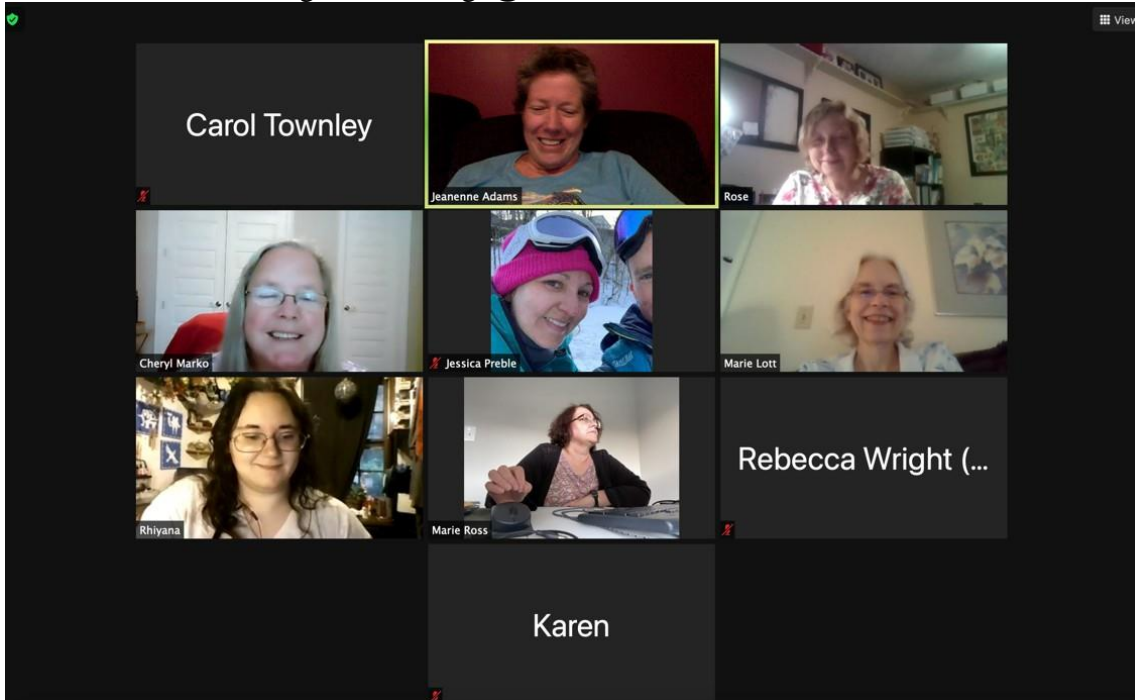 View
Carol Townley
Jeanenne Adams
Rose
Cheryl Marko
Jessica Preble
Marie Lott
Rhiyana
Marie Ross
Rebecca Wright (...
Karen